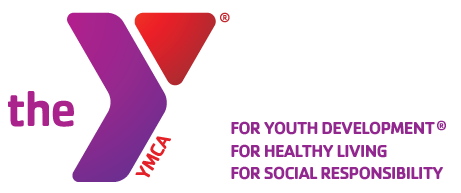 the
YMCA
®
FOR YOUTH DEVELOPMENT®
FOR HEALTHY LIVING
FOR SOCIAL RESPONSIBILITY